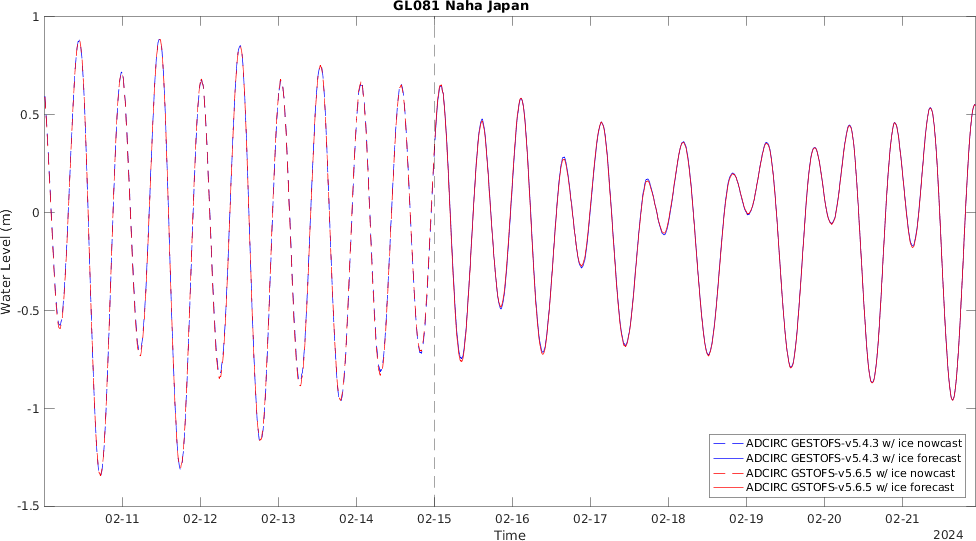 GL081 Naha Japan
1
0.5
0
-0.5
-1
-1.5
Water Level (m)
02-11
02-12
02-13
02-14
02-15
02-16
02-17
02-18
02-19
02-20
02-21
Time
2024
ADCIRC GESTOFS-v5.4.3 w/ ice nowcast
ADCIRC GESTOFS-v5.4.3 w/ ice forecast
ADCIRC GSTOFS-v5.6.5 w/ ice nowcast
ADCIRC GSTOFS-v5.6.5 w/ ice forecast